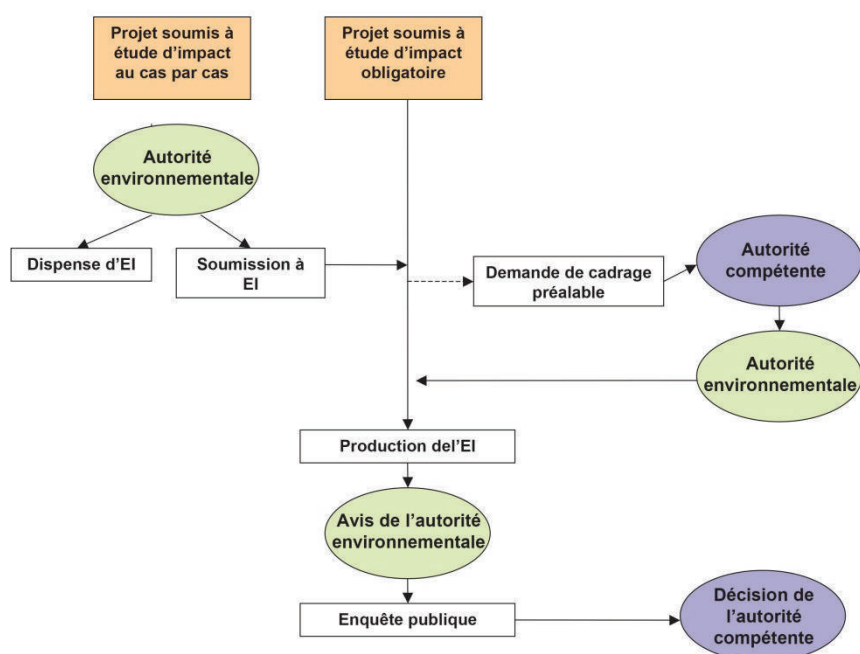 Projet soumis à
étude d’impact
au cas par cas
Projet soumis à
étude d’impact
obligatoire
Autorité
environnementale
Dispense d’EI
Soumission à
EI
Demande de cadrage
préalable
Autorité
compétente
Autorité
environnementale
Production del’EI
Avis de l’autorité
environnementale
Enquête publique
Décision de
l’autorité
compétente